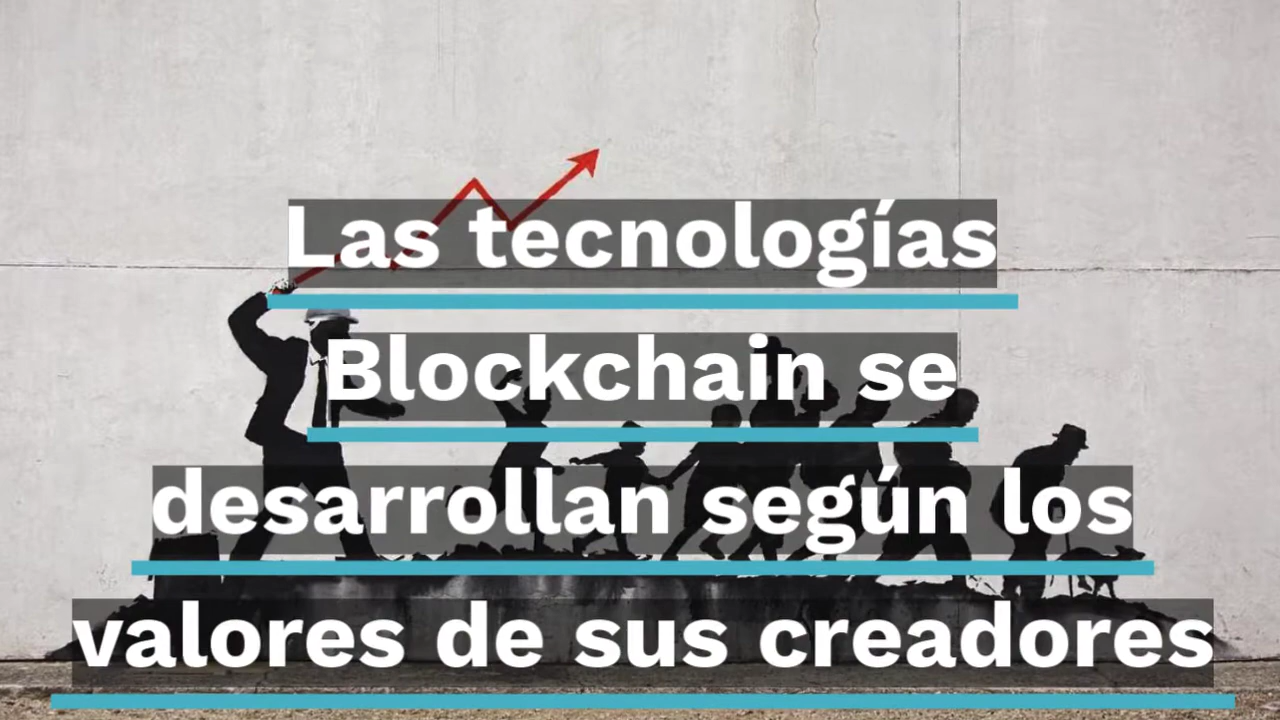 Las tecnologías
Blockchain se
desarrollan según los
valores de sus creadores